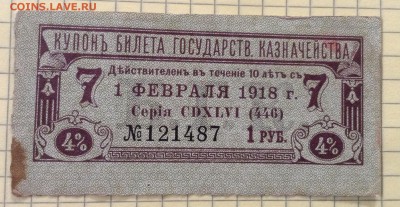 COINS.LAVE.RU
КУПОНЪ БИЛЕТА ГОСУДАРСТВ. КАЗНАЧЕЙСТВА
7 Дѣйствителенъ въ теченіе 10 лѣтъ съ 7
1 ФЕВРАЛЯ 1918 г.
Серія CDXLVI (446)
4% №121487 1 РУБ. 4%